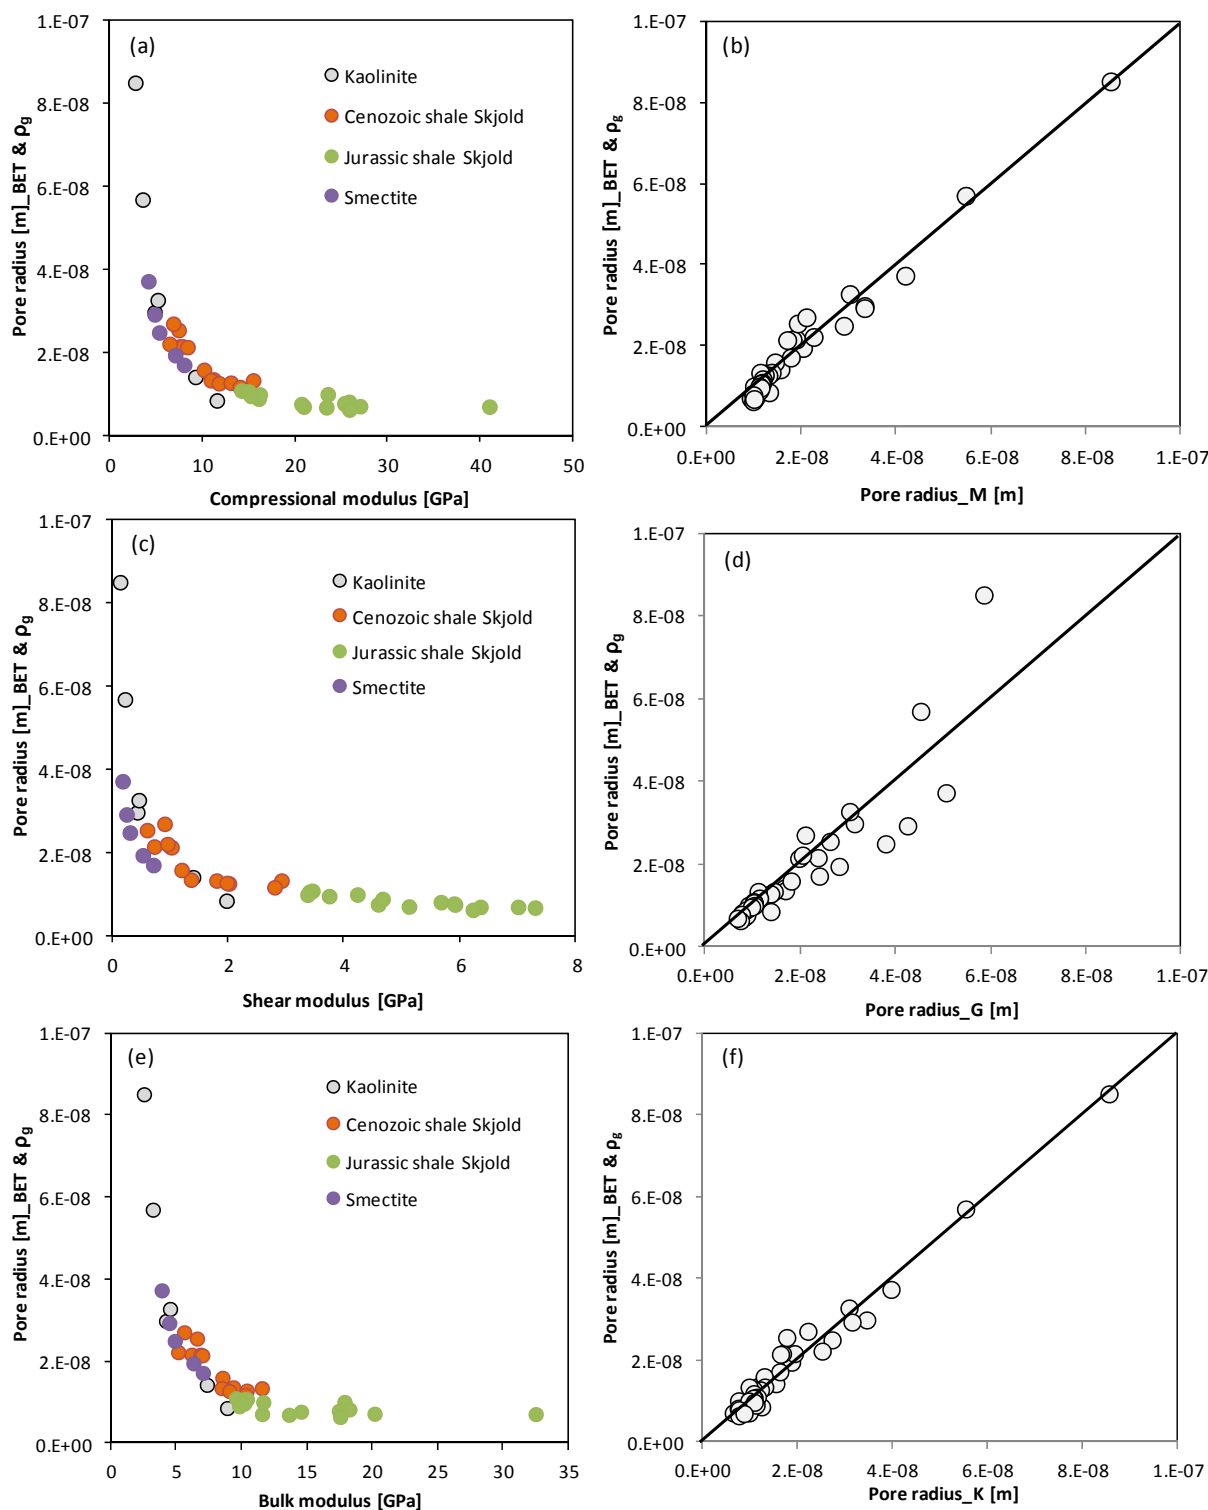 (a)
1.E-07
8.E-08
6.E-08
4.E-08
2.E-08
0.E+00
Pore radius [m]_BET & ρg
Kaolinite
Cenozoic shale Skjold
Jurassic shale Skjold
Smectite
0 10 20 30 40 50
Compressional modulus [GPa]
(b)
1.E-07
8.E-08
6.E-08
4.E-08
2.E-08
0.E+00
Pore radius [m]_BET & ρg
0.E+00 2.E-08 4.E-08 6.E-08 8.E-08 1.E-07
Pore radius_M [m]
(c)
1.E-07
8.E-08
6.E-08
4.E-08
2.E-08
0.E+00
Pore radius [m]_BET & ρg
Kaolinite
Cenozoic shale Skjold
Jurassic shale Skjold
Smectite
0 2 4 6 8
Shear modulus [GPa]
(d)
1.E-07
8.E-08
6.E-08
4.E-08
2.E-08
0.E+00
Pore radius [m]_BET & ρg
0.E+00 2.E-08 4.E-08 6.E-08 8.E-08 1.E-07
Pore radius_G [m]
(e)
1.E-07
8.E-08
6.E-08
4.E-08
2.E-08
0.E+00
Pore radius [m]_BET & ρg
Kaolinite
Cenozoic shale Skjold
Jurassic shale Skjold
Smectite
0 5 10 15 20 25 30 35
Bulk modulus [GPa]
(f)
1.E-07
8.E-08
6.E-08
4.E-08
2.E-08
0.E+00
Pore radius [m]_BET & ρg
0.E+00 2.E-08 4.E-08 6.E-08 8.E-08 1.E-07
Pore radius_K [m]